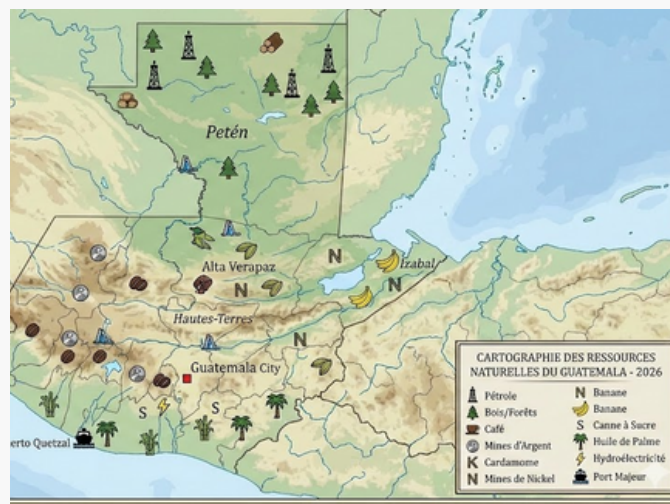 Petén
Alta Verapaz
N
N
Izabal
N
N
Hautes-Terres
N
Guatemala City
S
S
erto Quetzal
CARTOGRAPHIE DES RESSOURCES
NATURELLES DU GUATEMALA - 2026
Pétrole
Bois/Forêts
Café
Mines d'Argent
K Cardamome
N Mines de Nickel
N Banane
Banane
S Canne à Sucre
Huile de Palme
Hydroélectricité
Port Majeur